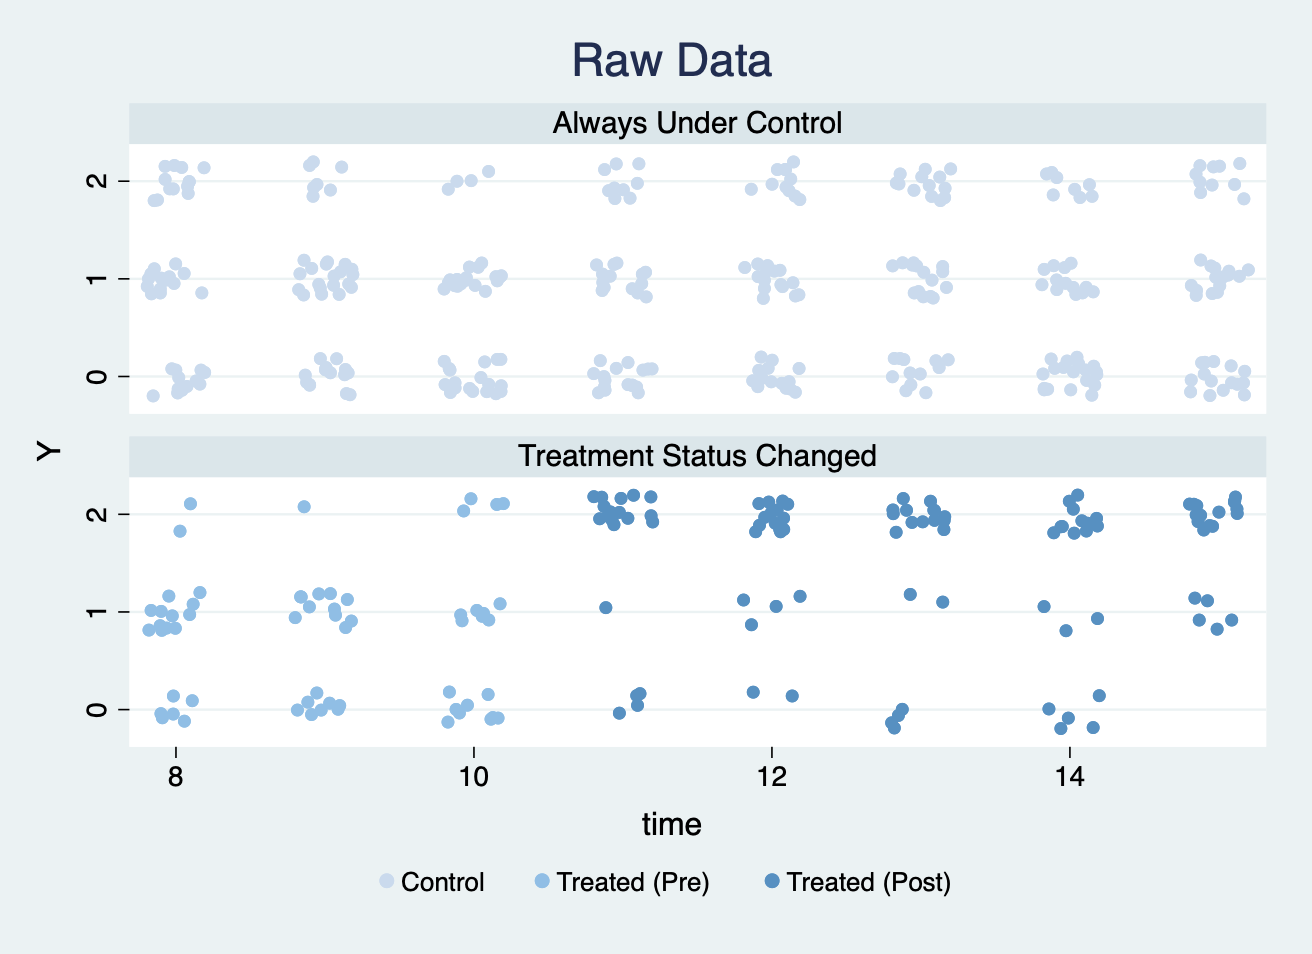 Raw Data
Always Under Control
2
1
0
Y
Treatment Status Changed
2
1
0
8 10 12 14
time
Control Treated (Pre) Treated (Post)